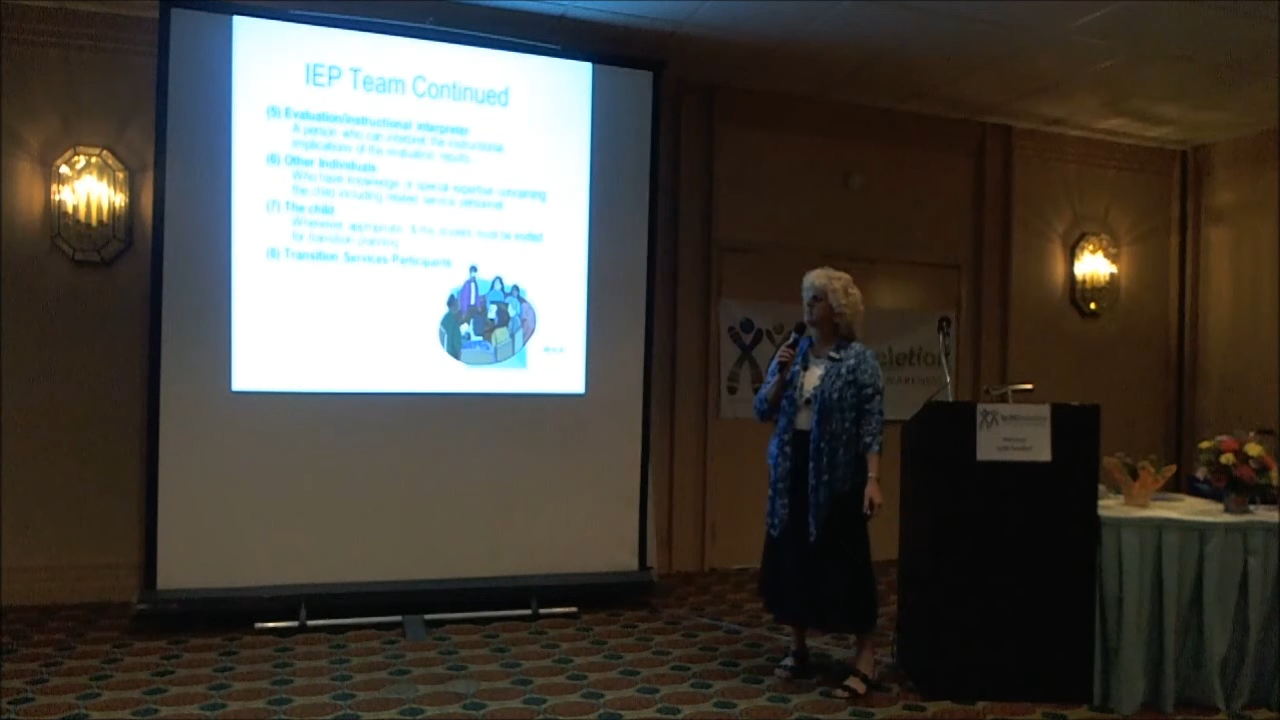 IEP Team Continued
(5) Evaluation/instructional interpreter
A person who can interpret the instructional
implications of the evaluation results
(6) Other Individuals
Who have knowledge or special expertise concerning
the child including related service personnel
(7) The child
Whenever appropriate, & the student must be invited
for transition planning
(8) Transition Services Participants
eletion